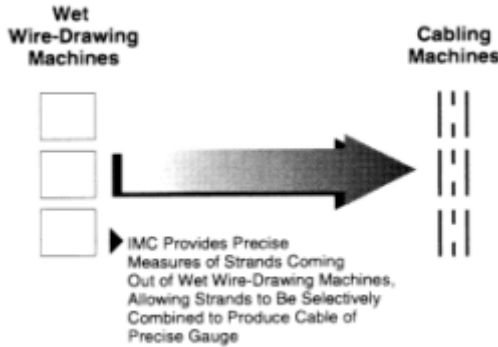 Wet
Wire-Drawing
Machines
Cabling
Machines
IMC Provides Precise
Measures of Strands Coming
Out of Wet Wire-Drawing Machines,
Allowing Strands to Be Selectively
Combined to Produce Cable of
Precise Gauge